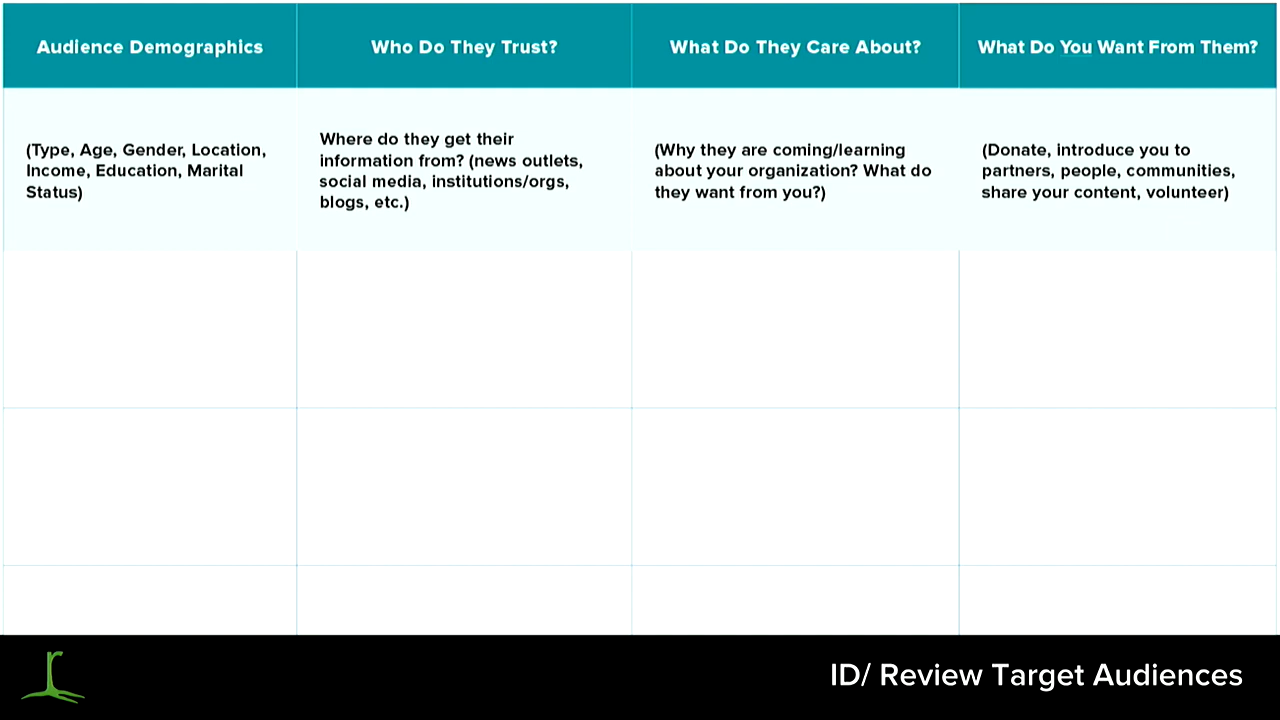 Audience Demographics
Who Do They Trust?
What Do They Care About?
What Do You Want From Them?
(Type, Age, Gender, Location,
Income, Education, Marital
Status)
Where do they get their
information from? (news outlets,
social media, institutions/orgs,
blogs, etc.)
(Why they are coming/learning
about your organization? What do
they want from you?)
(Donate, introduce you to
partners, people, communities,
share your content, volunteer)
ID/ Review Target Audiences